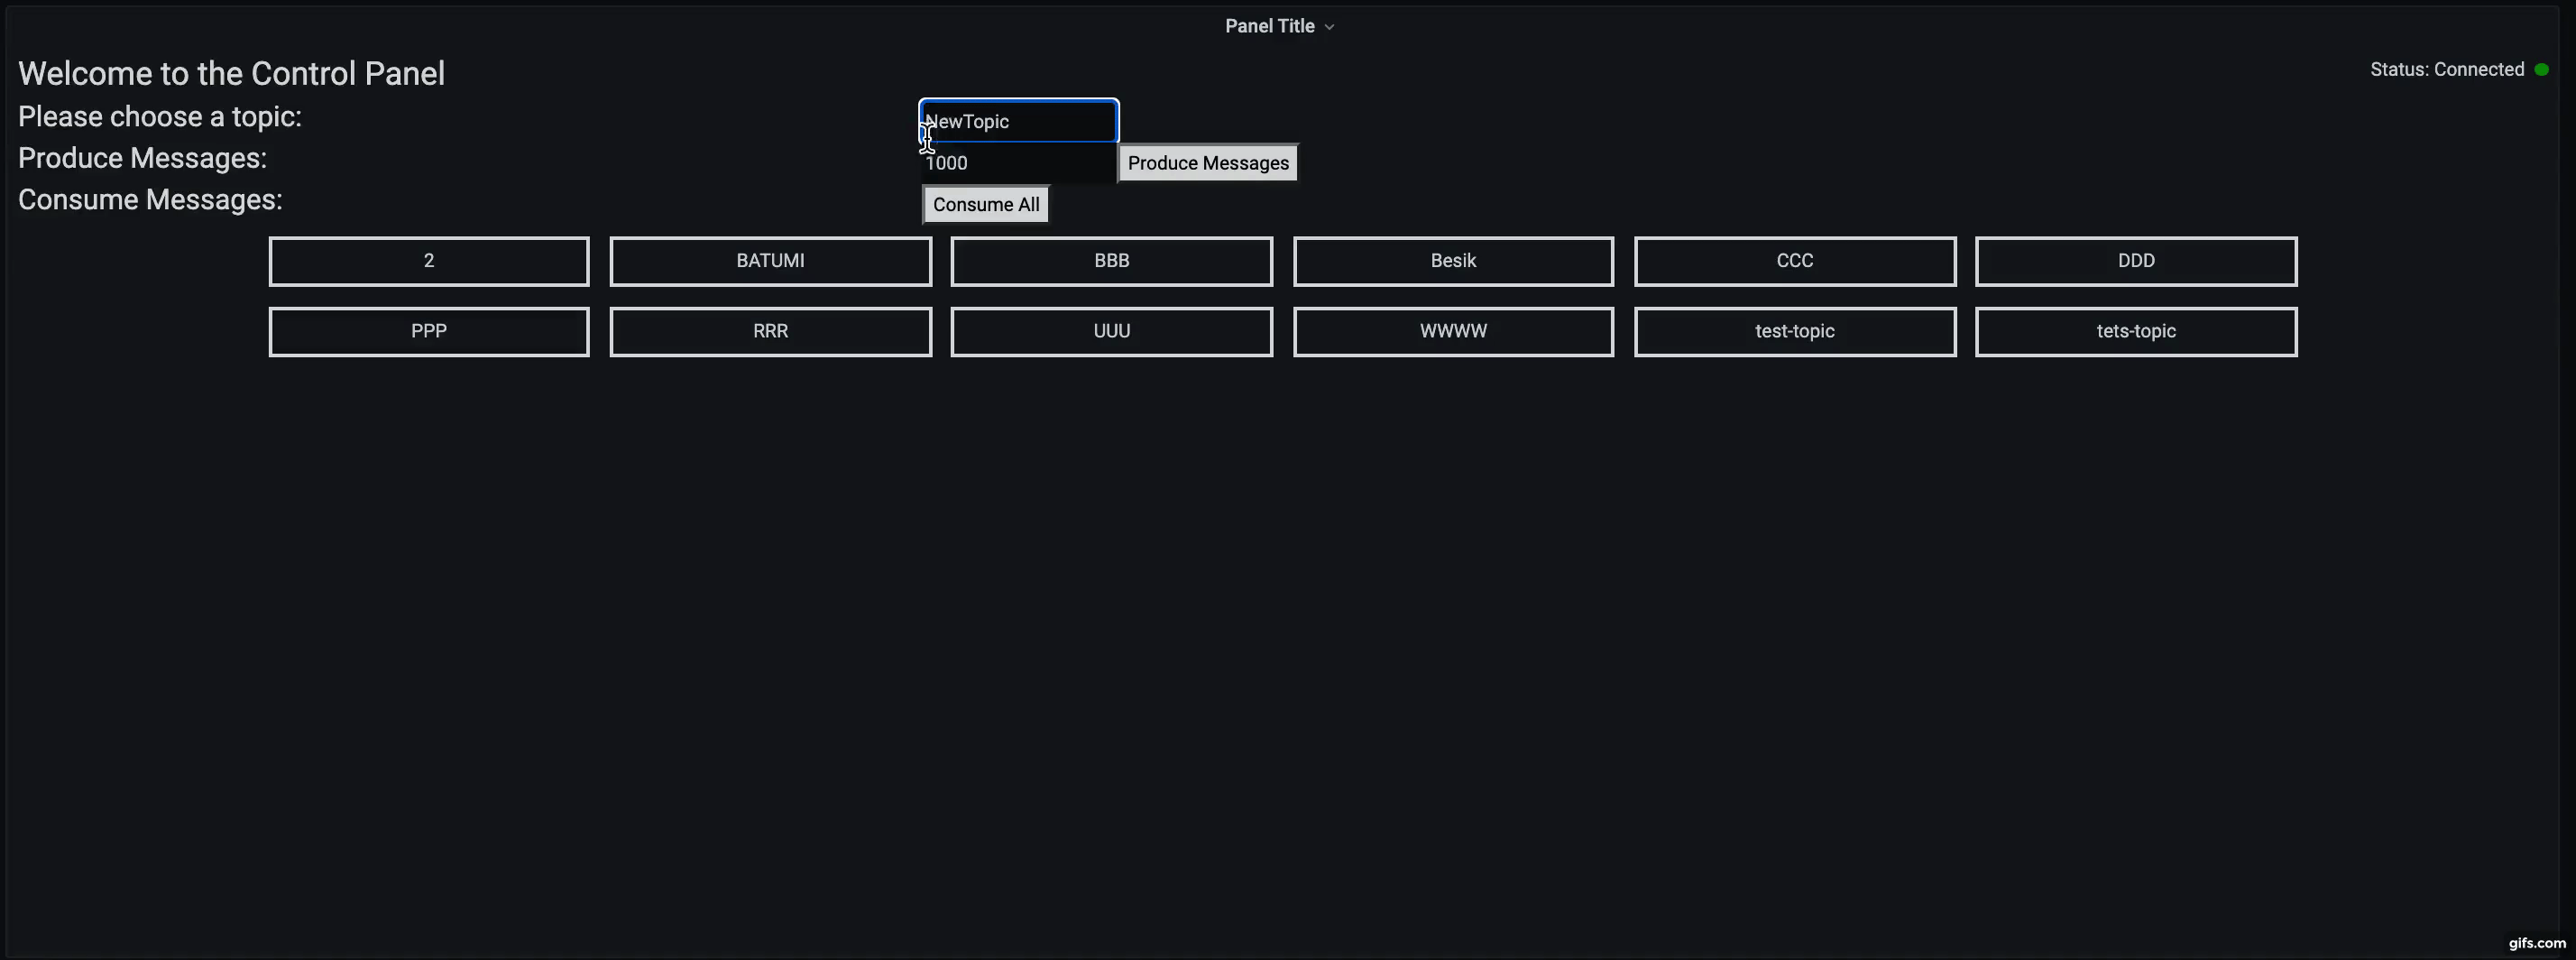 Panel Title
Welcome to the Control Panel
Status: Connected
Please choose a topic:
NewTopic
Produce Messages:
1000
Produce Messages
Consume Messages:
Consume All
2 BATUMI BBB Besik CCC DDD
PPP RRR UUU WWWW test-topic tets-topic
gifs.com